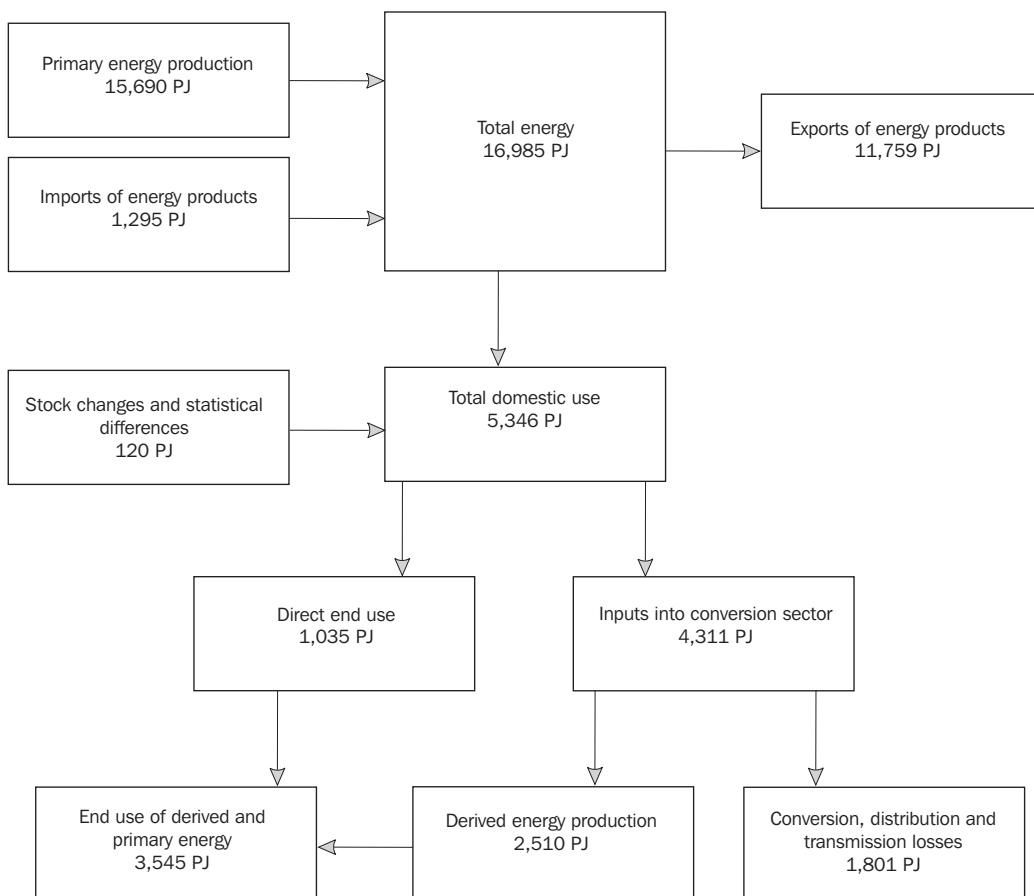 Primary energy production
15,690 PJ
Total energy
16,985 PJ
Exports of energy products
11,759 PJ
Imports of energy products
1,295 PJ
Stock changes and statistical
differences
120 PJ
Total domestic use
5,346 PJ
Direct end use
1,035 PJ
Inputs into conversion sector
4,311 PJ
End use of derived and
primary energy
3,545 PJ
Derived energy production
2,510 PJ
Conversion, distribution and
transmission losses
1,801 PJ